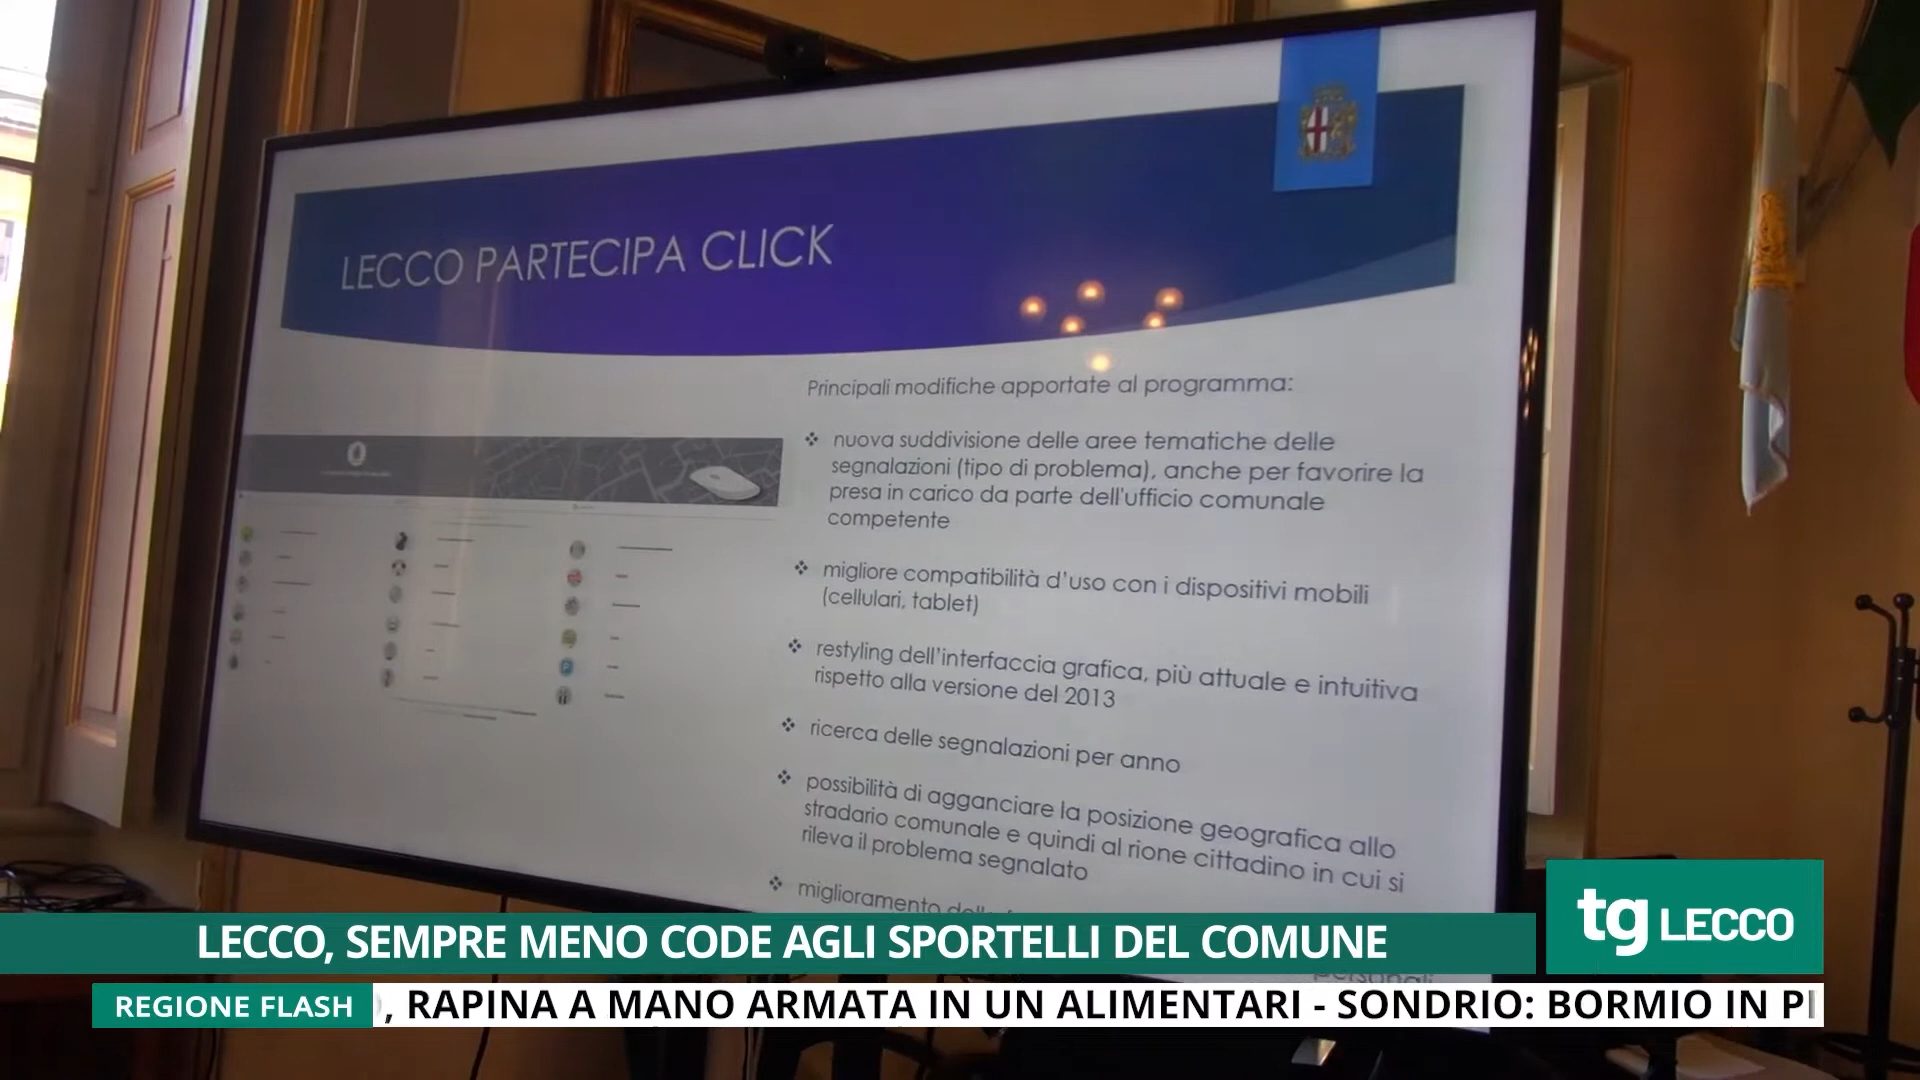 LECCO PARTECIPA CLICK
Principali modifiche apportate al programma:
❖ nuova suddivisione delle aree tematiche delle
segnalazioni (tipo di problema), anche per favorire la
presa in carico da parte dell'ufficio comunale
competente
❖ migliore compatibilità d'uso con i dispositivi mobili
(cellulari, tablet)
❖ restyling dell'interfaccia grafica, più attuale e intuitiva
rispetto alla versione del 2013
❖ ricerca delle segnalazioni per anno
❖ possibilità di agganciare la posizione geografica allo
stradario comunale e quindi al rione cittadino in cui si
rileva il problema segnalato
❖ miglioramento
personali
LECCO, SEMPRE MENO CODE AGLI SPORTELLI DEL COMUNE
tg LECCO
REGIONE FLASH , RAPINA A MANO ARMATA IN UN ALIMENTARI - SONDRIO: BORMIO IN